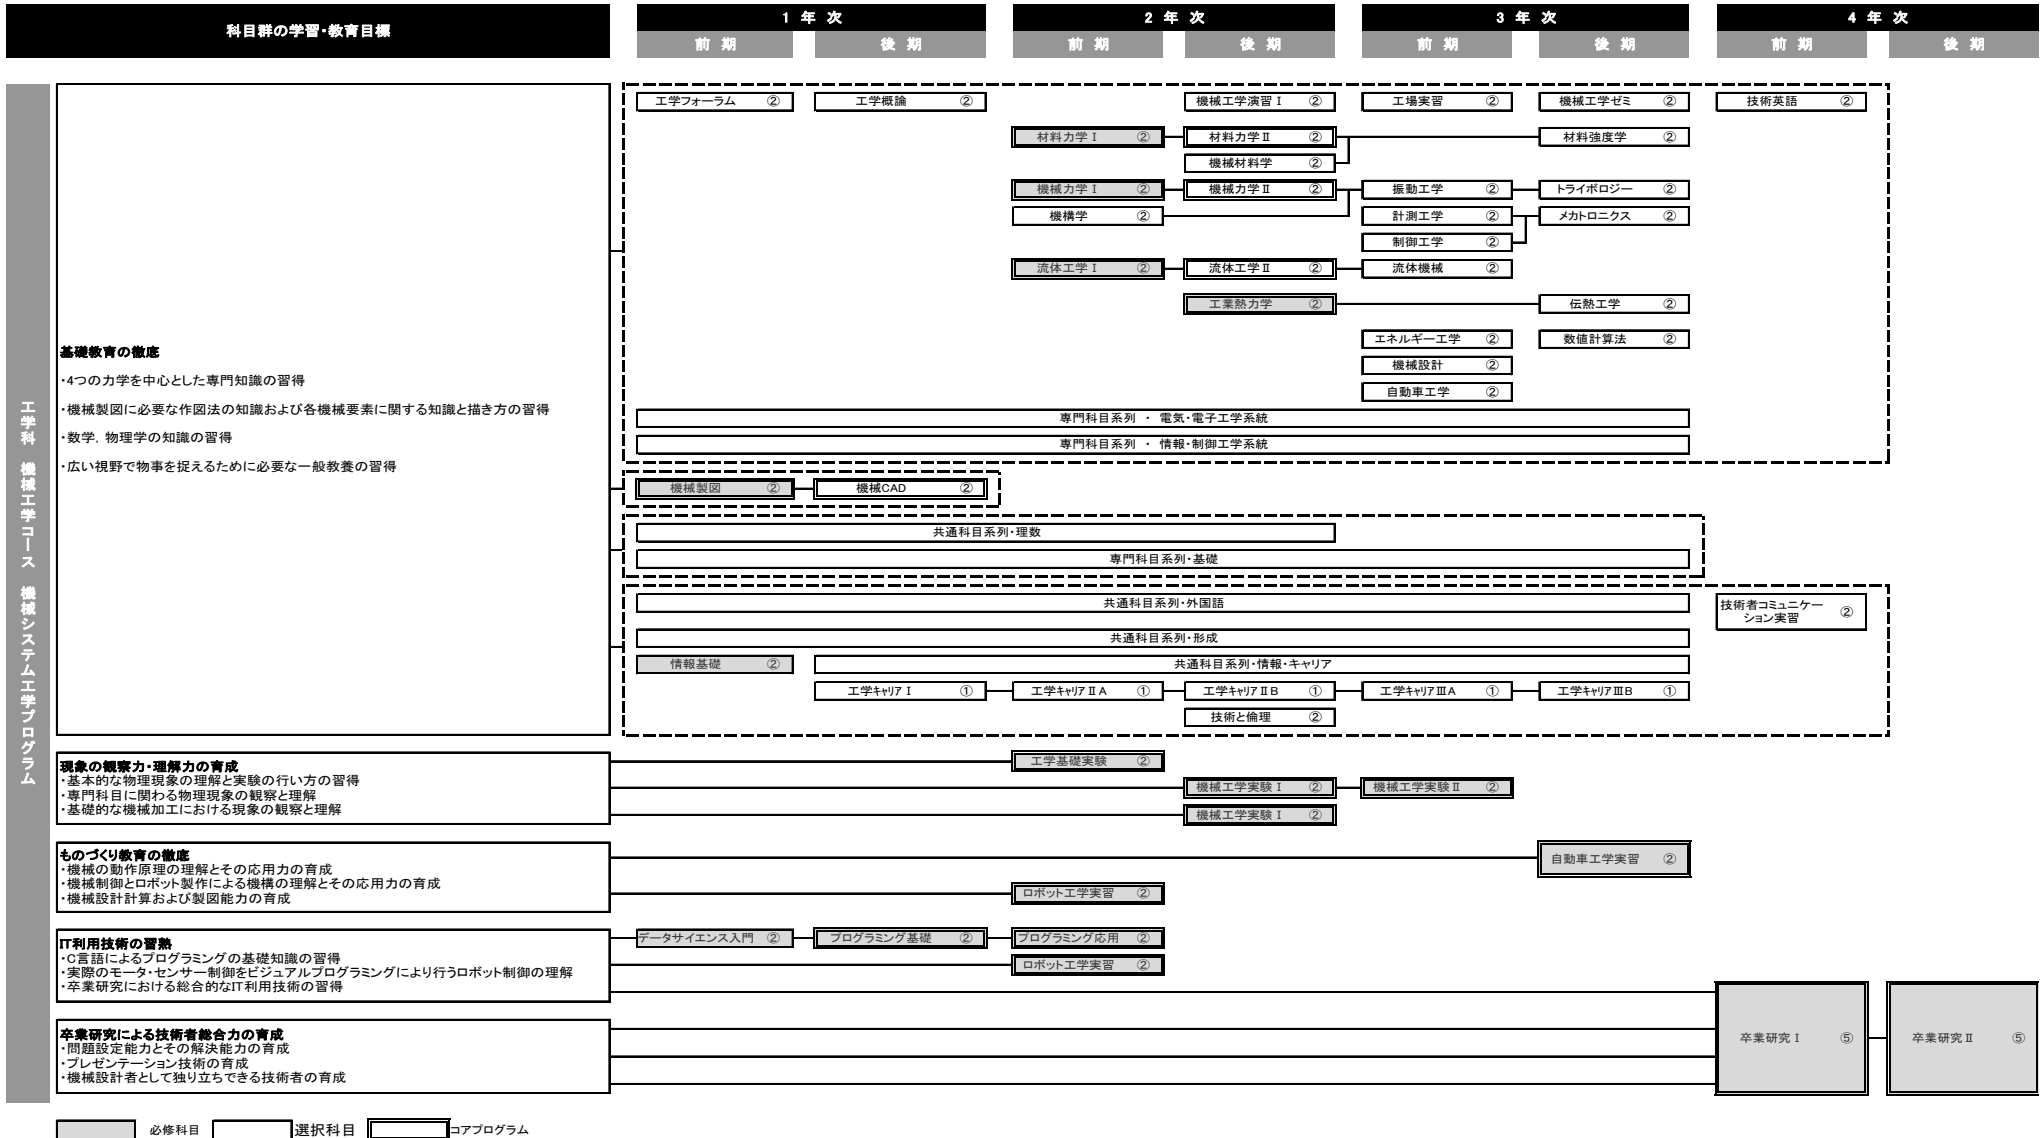 科目群の学習・教育目標
1 年 次
2 年 次
3 年 次
4 年 次
前 期
後 期
前 期
後 期
前 期
後 期
前 期
後 期
工学科 機械工学コース 機械システム工学プログラム
基礎教育の徹底
・4つの力学を中心とした専門知識の習得
・機械製図に必要な作図法の知識および各機械要素に関する知識と描き方の習得
・数学，物理学の知識の習得
・広い視野で物事を捉えるために必要な一般教養の習得
工学フォーラム ②
工学概論 ②
機械工学演習Ⅰ ②
工場実習 ②
機械工学ゼミ ②
技術英語 ②
材料力学Ⅰ ②
材料力学Ⅱ ②
材料強度学 ②
機械材料学 ②
機械力学Ⅰ ②
機械力学Ⅱ ②
振動工学 ②
トライボロジー ②
機構学 ②
計測工学 ②
メカトロニクス ②
制御工学 ②
流体工学Ⅰ ②
流体工学Ⅱ ②
流体機械 ②
工業熱力学 ②
伝熱工学 ②
エネルギー工学 ②
数値計算法 ②
機械設計 ②
自動車工学 ②
専門科目系列 ・ 電気・電子工学系統
専門科目系列 ・ 情報・制御工学系統
機械製図 ②
機械CAD ②
共通科目系列・理数
専門科目系列・基礎
共通科目系列・外国語
技術者コミュニケー
ション実習 ②
共通科目系列・形成
情報基礎 ②
共通科目系列・情報・キャリア
工学キャリアⅠ ①
工学キャリアⅡA ①
工学キャリアⅡB ①
工学キャリアⅢA ①
工学キャリアⅢB ①
技術と倫理 ②
現象の観察力・理解力の育成
・基本的な物理現象の理解と実験の行い方の習得
・専門科目に関わる物理現象の観察と理解
・基礎的な機械加工における現象の観察と理解
工学基礎実験 ②
機械工学実験Ⅰ ②
機械工学実験Ⅱ ②
機械工学実験Ⅰ ②
ものづくり教育の徹底
・機械の動作原理の理解とその応用力の育成
・機械制御とロボット製作による機構の理解とその応用力の育成
・機械設計計算および製図能力の育成
自動車工学実習 ②
ロボット工学実習 ②
IT利用技術の習熟
・C言語によるプログラミングの基礎知識の習得
・実際のモータ・センサー制御をビジュアルプログラミングにより行うロボット制御の理解
・卒業研究における総合的なIT利用技術の習得
データサイエンス入門 ②
プログラミング基礎 ②
プログラミング応用 ②
ロボット工学実習 ②
卒業研究による技術者総合力の育成
・問題設定能力とその解決能力の育成
・プレゼンテーション技術の育成
・機械設計者として独り立ちできる技術者の育成
卒業研究Ⅰ ⑤
卒業研究Ⅱ ⑤
必修科目
選択科目
コアプログラム